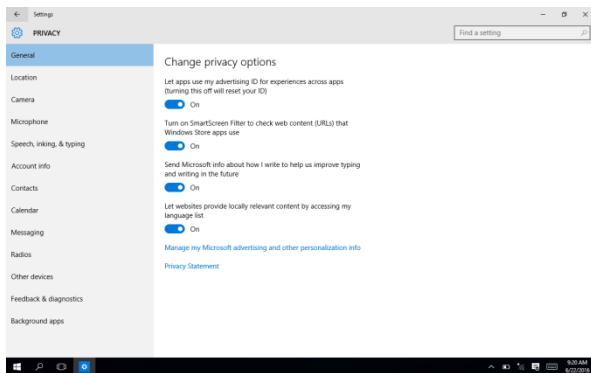 Settings
PRIVACY
Find a setting
General
Location
Camera
Microphone
Speech, inking, & typing
Account info
Contacts
Calendar
Messaging
Radios
Other devices
Feedback & diagnostics
Background apps
Change privacy options
Let apps use my advertising ID for experiences across apps
(turning this off will reset your ID)
On
Turn on SmartScreen Filter to check web content (URLs) that
Windows Store apps use
On
Send Microsoft info about how I write to help us improve typing
and writing in the future
On
Let websites provide locally relevant content by accessing my
language list
On
Manage my Microsoft advertising and other personalization info
Privacy Statement
9:20 AM
6/22/2016